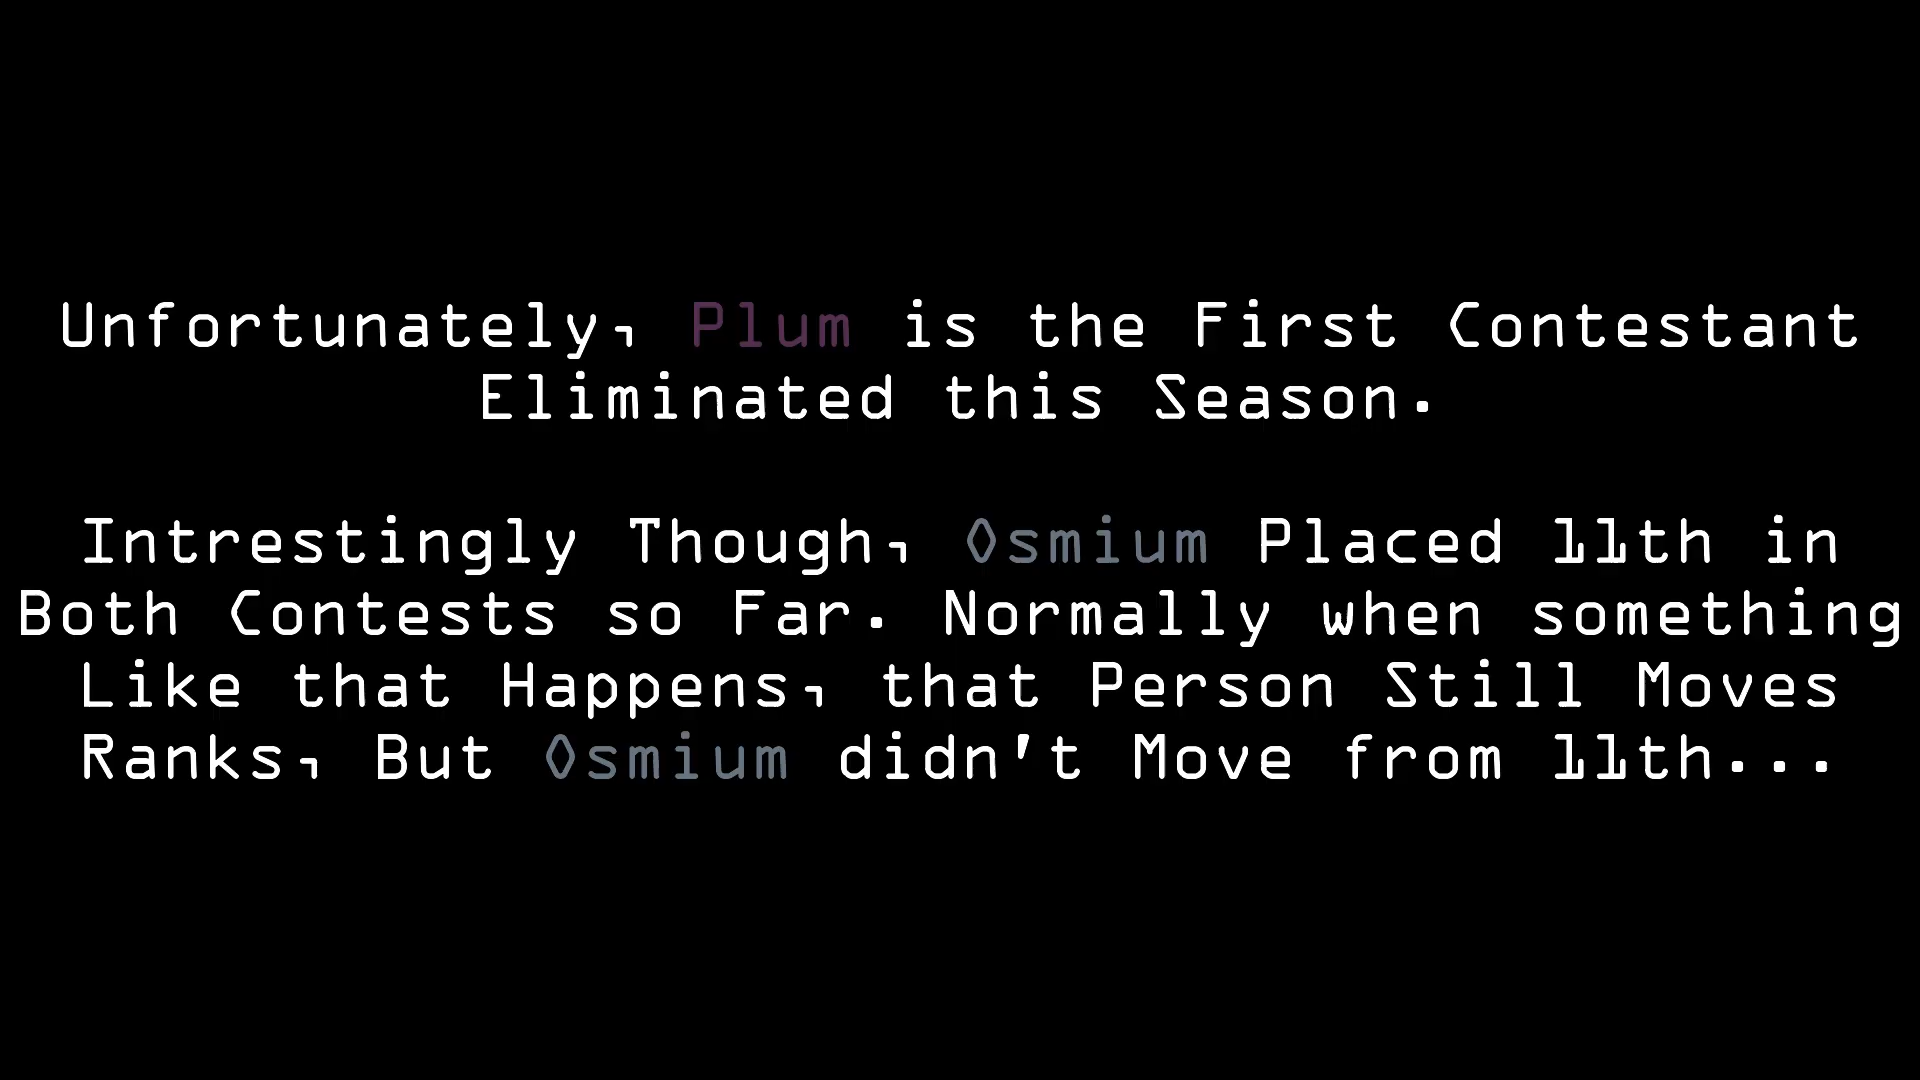 Unfortunately, Plum is the First Contestant
Eliminated this Season.
Intrestingly Though, Osmium Placed 11th in
Both Contests so Far. Normally when something
Like that Happens, that Person Still Moves
Ranks, But Osmium didn't Move from 11th...